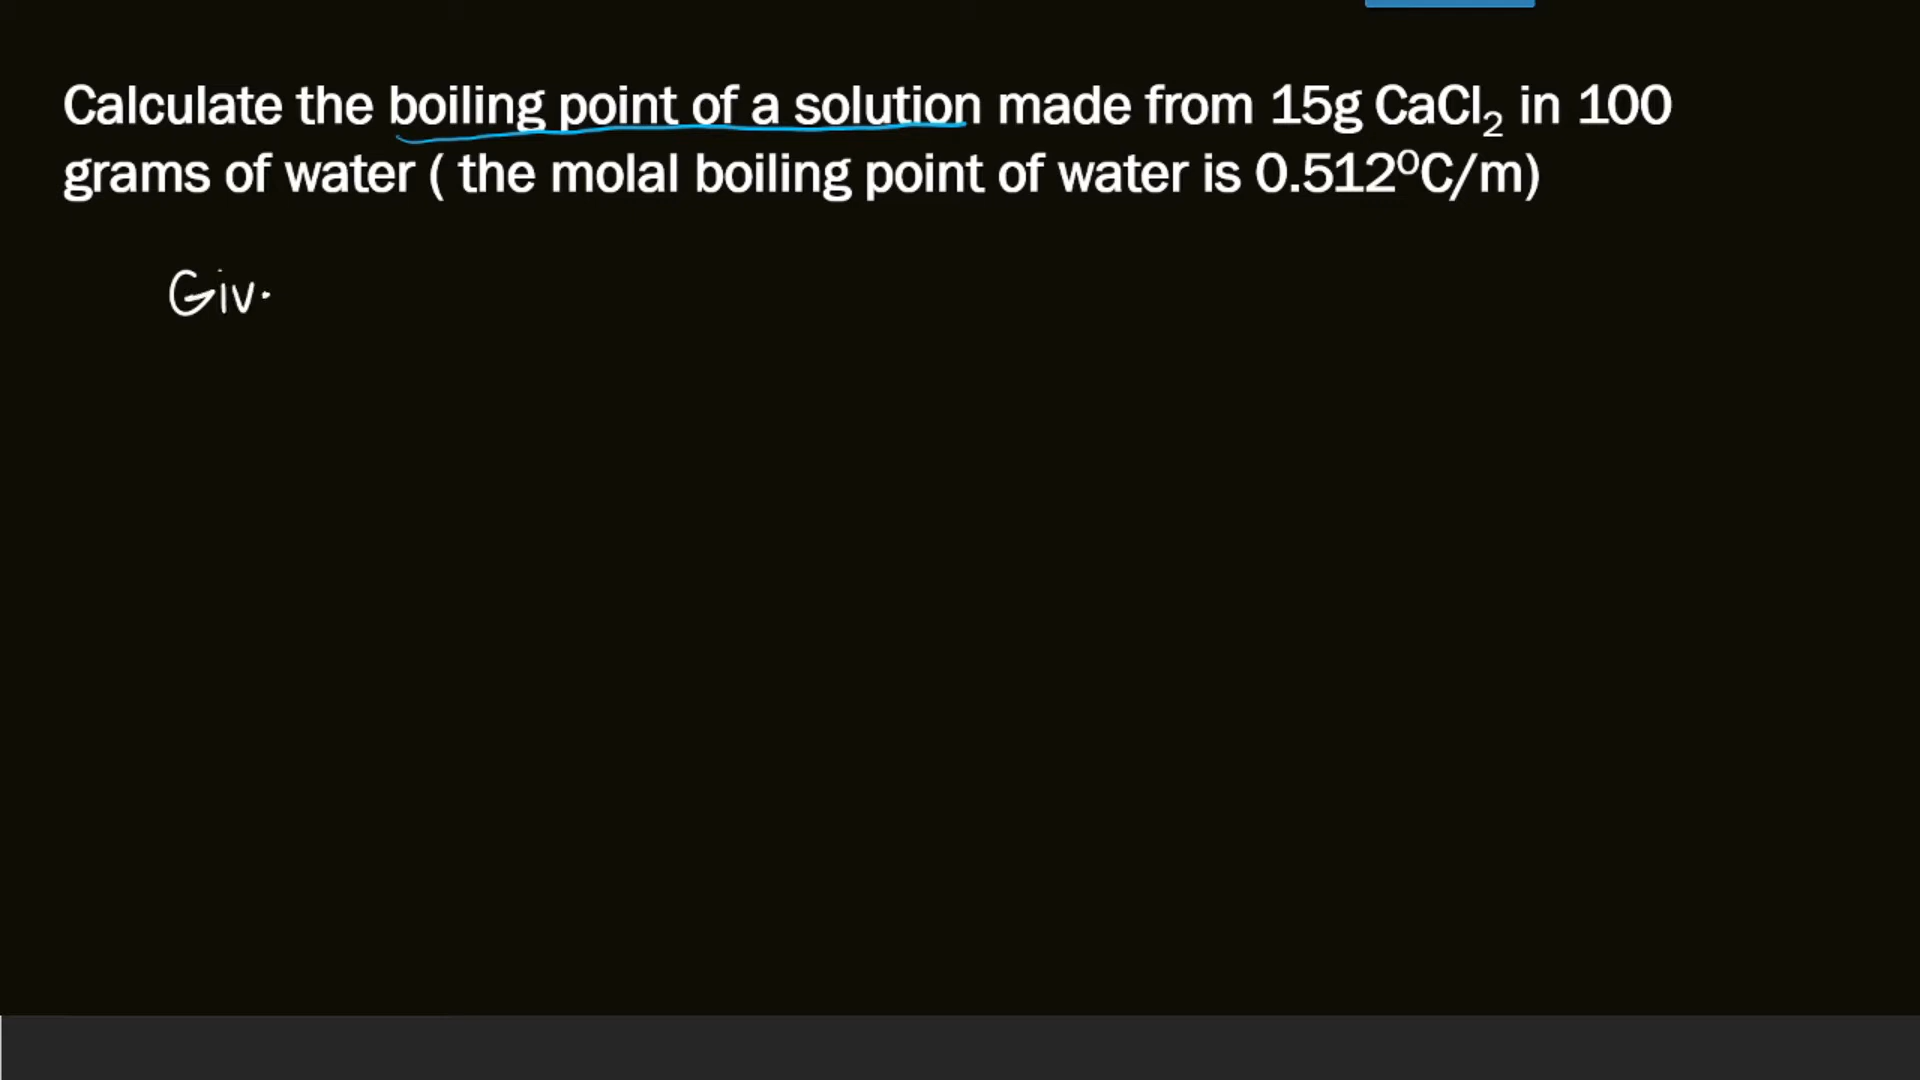 Calculate the boiling point of a solution made from 15g CaCl₂ in 100
grams of water ( the molal boiling point of water is 0.512⁰C/m)
Giv.